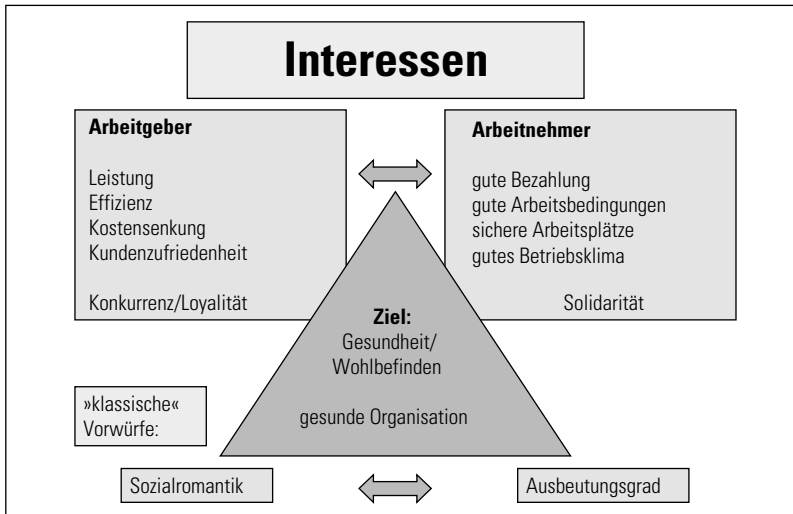 Interessen
Arbeitgeber
Leistung
Effizienz
Kostensenkung
Kundenzufriedenheit
Konkurrenz/Loyalität
Arbeitnehmer
gute Bezahlung
gute Arbeitsbedingungen
sichere Arbeitsplätze
gutes Betriebsklima
Solidarität
Ziel:
Gesundheit/
Wohlbefinden
gesunde Organisation
»klassische«
Vorwürfe:
Sozialromantik
Ausbeutungsgrad